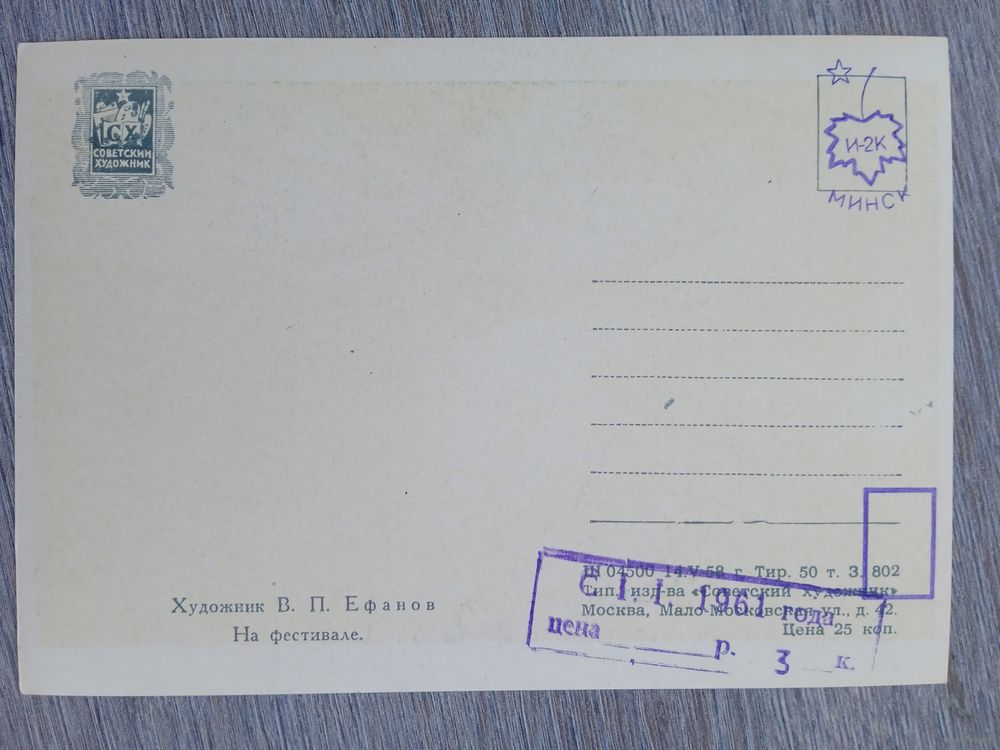 СХ
СОВЕТСКИЙ
ХУДОЖНИК
И-2К
МИНСК
Ш 04500 14.V.58 г. Тир. 50 т. З. 802
Тип. изд-ва «Советский художник»
Москва, Мало-Московская ул., д. 42.
Цена 25 коп.
С 1. I 1961 года
цена р. 3 к.
Художник В. П. Ефанов
На фестивале.